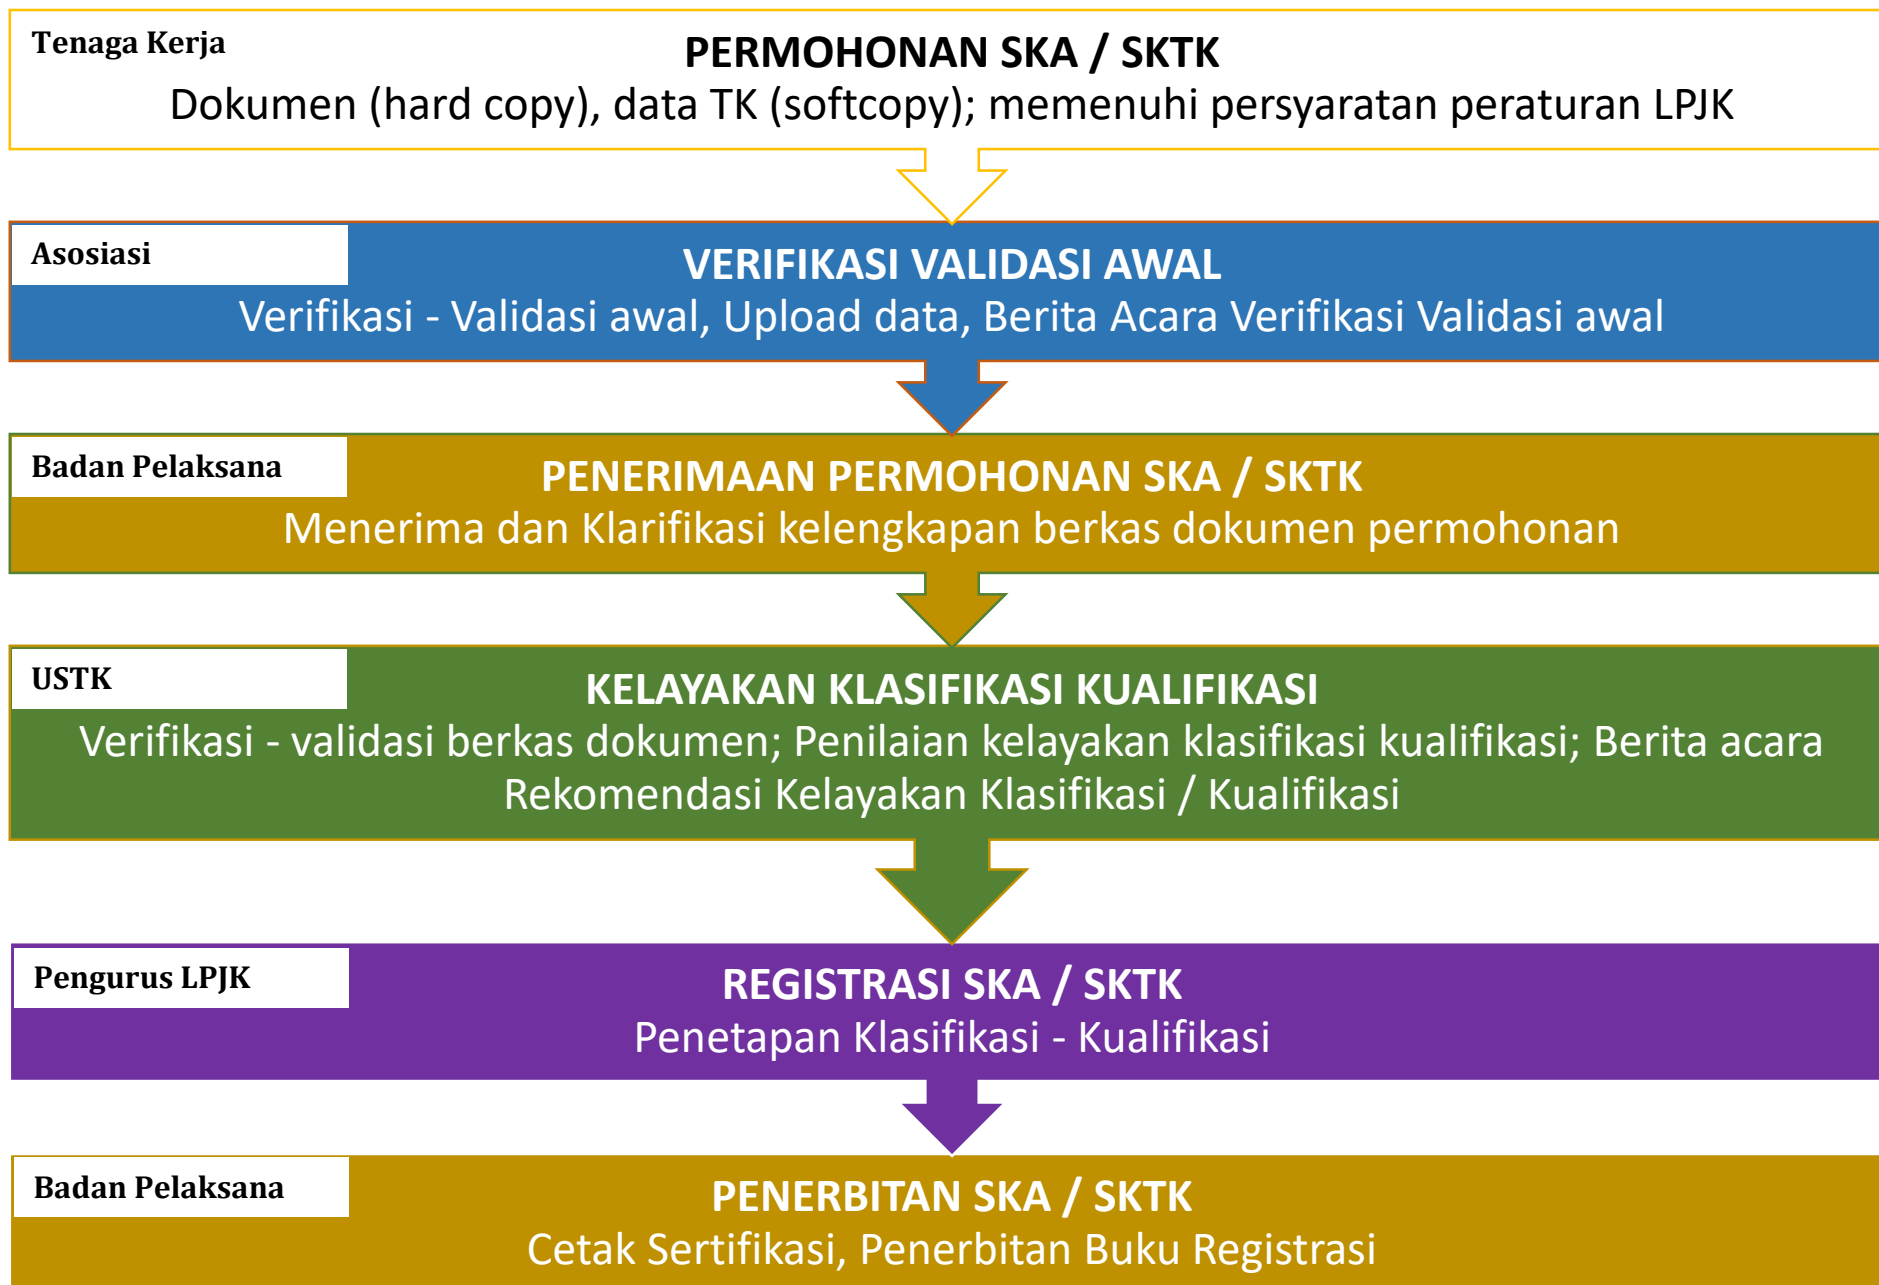 Tenaga Kerja
PERMOHONAN SKA / SKTK
Dokumen (hard copy), data TK (softcopy); memenuhi persyaratan peraturan LPJK
Asosiasi
VERIFIKASI VALIDASI AWAL
Verifikasi - Validasi awal, Upload data, Berita Acara Verifikasi Validasi awal
Badan Pelaksana
PENERIMAAN PERMOHONAN SKA / SKTK
Menerima dan Klarifikasi kelengkapan berkas dokumen permohonan
USTK
KELAYAKAN KLASIFIKASI KUALIFIKASI
Verifikasi - validasi berkas dokumen; Penilaian kelayakan klasifikasi kualifikasi; Berita acara
Rekomendasi Kelayakan Klasifikasi / Kualifikasi
Pengurus LPJK
REGISTRASI SKA / SKTK
Penetapan Klasifikasi - Kualifikasi
Badan Pelaksana
PENERBITAN SKA / SKTK
Cetak Sertifikasi, Penerbitan Buku Registrasi